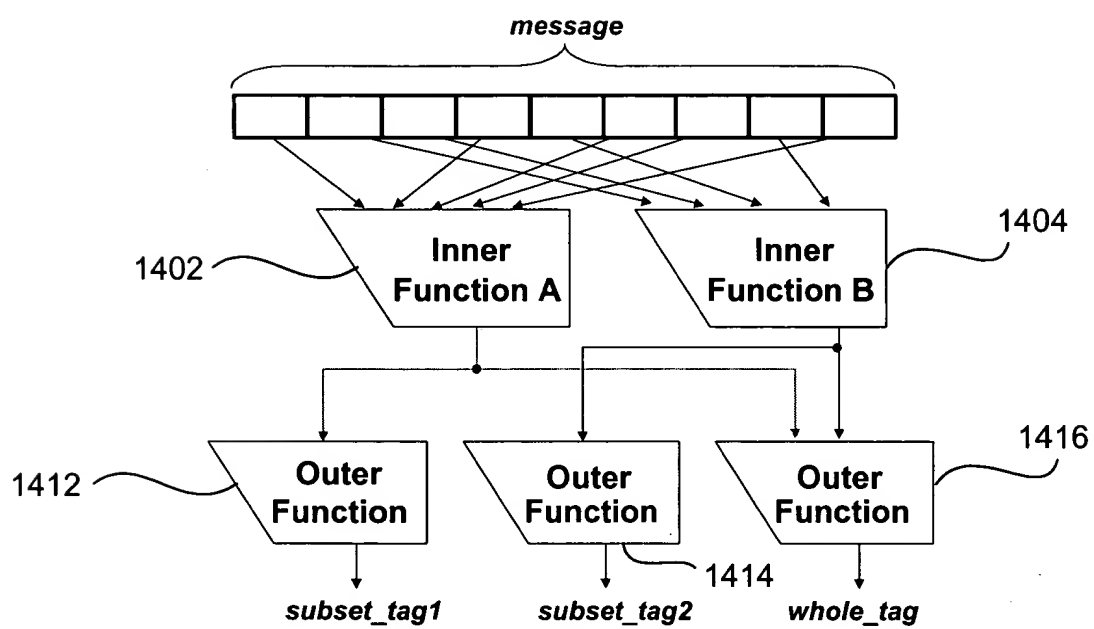 message
Inner
Function A
Inner
Function B
1402
1404
Outer
Function
Outer
Function
Outer
Function
1412
1414
1416
subset_tag1
subset_tag2
whole_tag